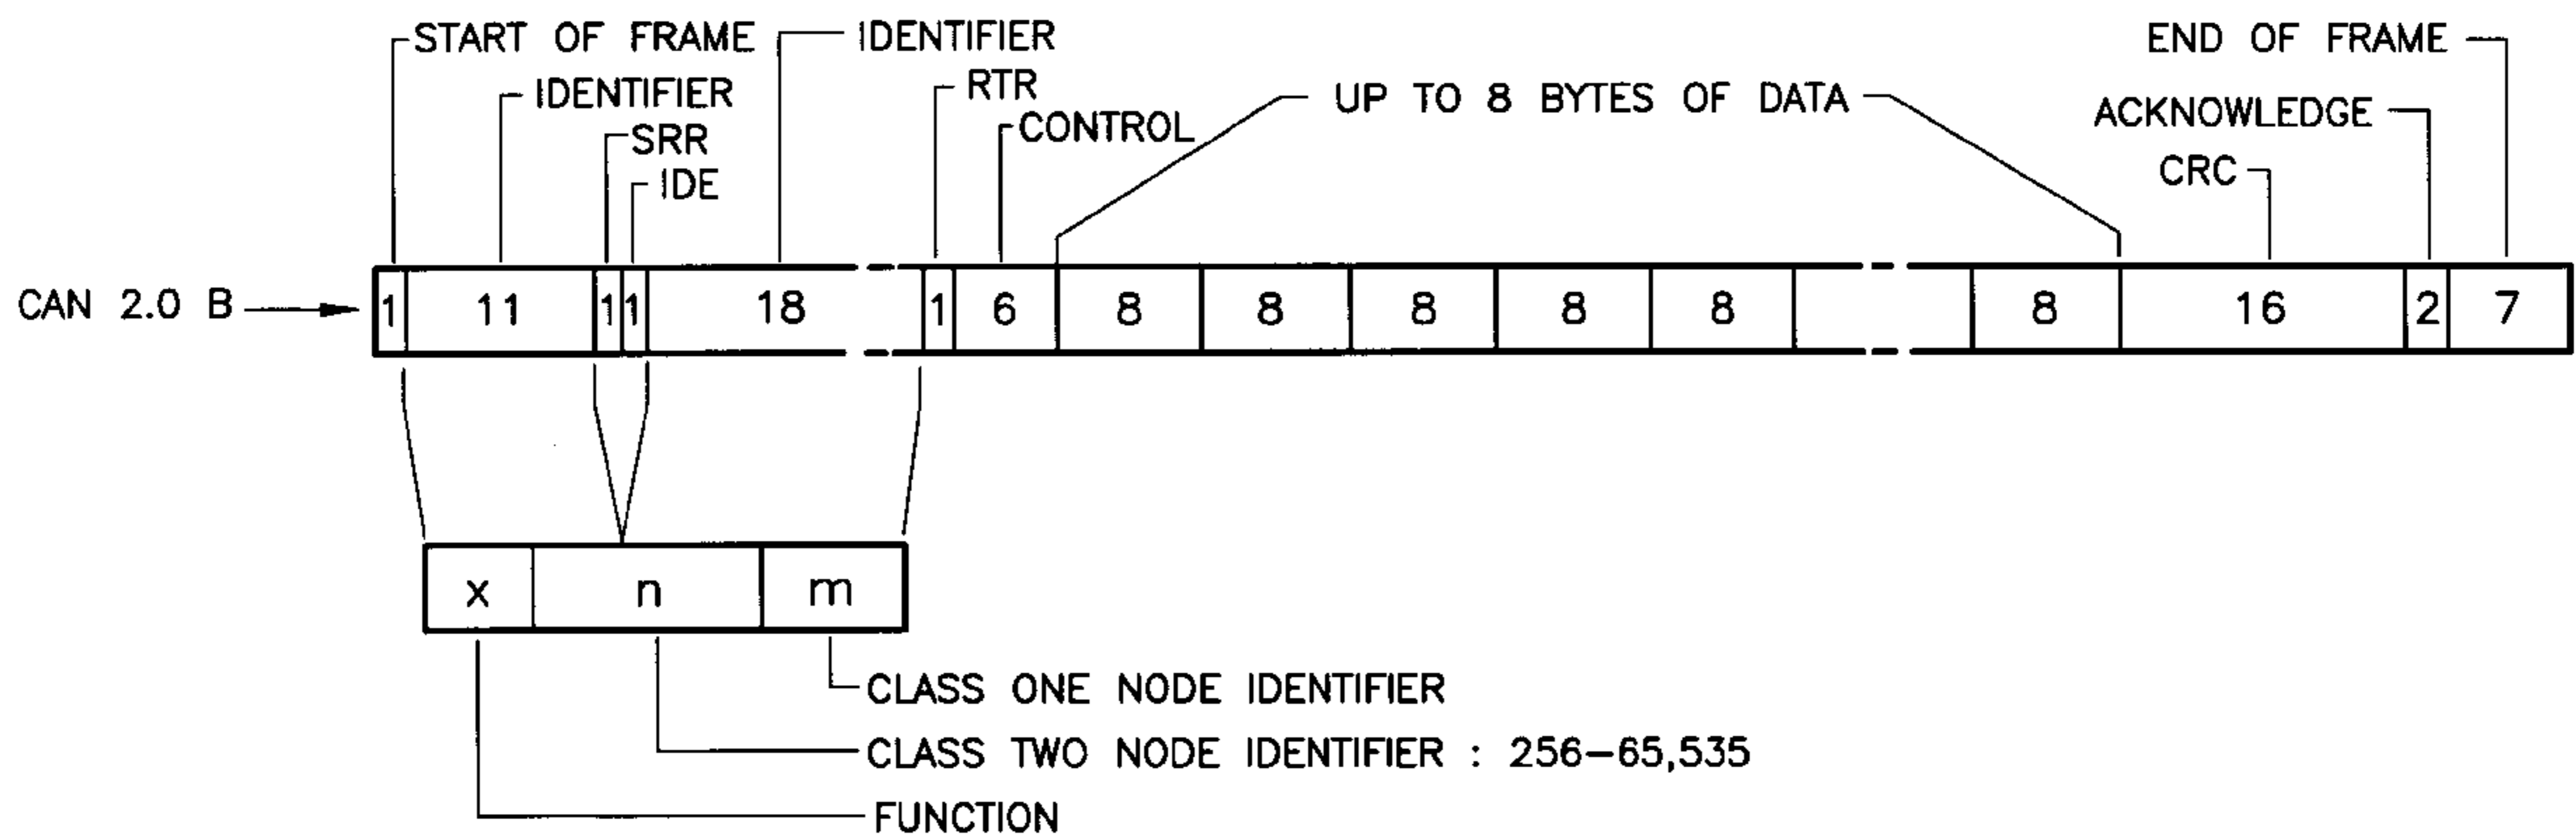 START OF FRAME
IDENTIFIER
END OF FRAME
IDENTIFIER
RTR
UP TO 8 BYTES OF DATA
ACKNOWLEDGE
SRR
CONTROL
CRC
IDE
CAN 2.0 B
1 11 1 1 18 1 6 8 8 8 8 8 8 16 2 7
x n m
CLASS ONE NODE IDENTIFIER
CLASS TWO NODE IDENTIFIER : 256-65,535
FUNCTION